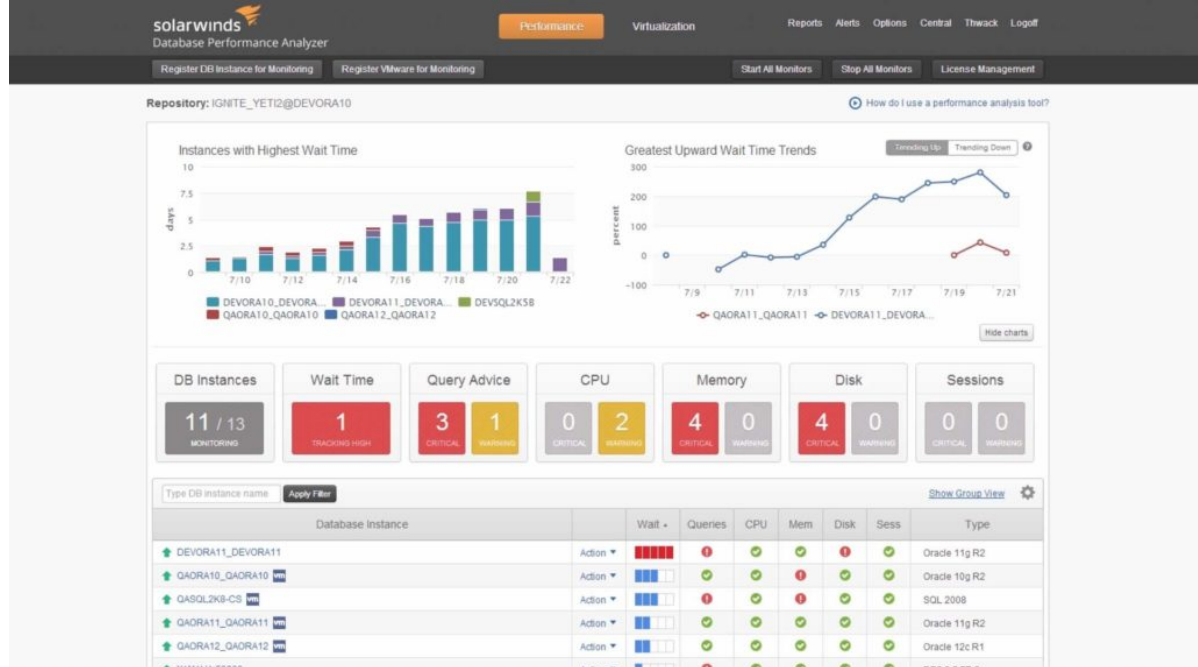 solarwinds
Database Performance Analyzer
Performance
Virtualization
Reports Alerts Options Central Thwack Logoff
Register DB Instance for Monitoring Register VMware for Monitoring
Start All Monitors Stop All Monitors License Management
Repository: IGNITE_YETI2@DEVORA10
How do I use a performance analysis tool?
Instances with Highest Wait Time
10
7.5
5
2.5
0
days
7/10 7/12 7/14 7/16 7/18 7/20 7/22
DEVORA10_DEVORA... DEVORA11_DEVORA... DEVSQL2K5B
QAORA10_QAORA10 QAORA12_QAORA12
Greatest Upward Wait Time Trends
Trending Up Trending Down
300
200
100
0
-100
percent
7/9 7/11 7/13 7/15 7/17 7/19 7/21
QAORA11_QAORA11 DEVORA11_DEVORA...
Hide charts
DB Instances Wait Time Query Advice CPU Memory Disk Sessions
11 / 13 1 3 1 0 2 4 0 4 0 0 0
MONITORING TRACKING HIGH CRITICAL WARNING CRITICAL WARNING CRITICAL WARNING CRITICAL WARNING CRITICAL WARNING
Type DB instance name Apply Filter Show Group View
Database Instance Wait Queries CPU Mem Disk Sess Type
DEVORA11_DEVORA11 Action Oracle 11g R2
QAORA10_QAORA10 vm Action Oracle 10g R2
QASQL2K8-CS vm Action SQL 2008
QAORA11_QAORA11 vm Action Oracle 11g R2
QAORA12_QAORA12 vm Action Oracle 12c R1